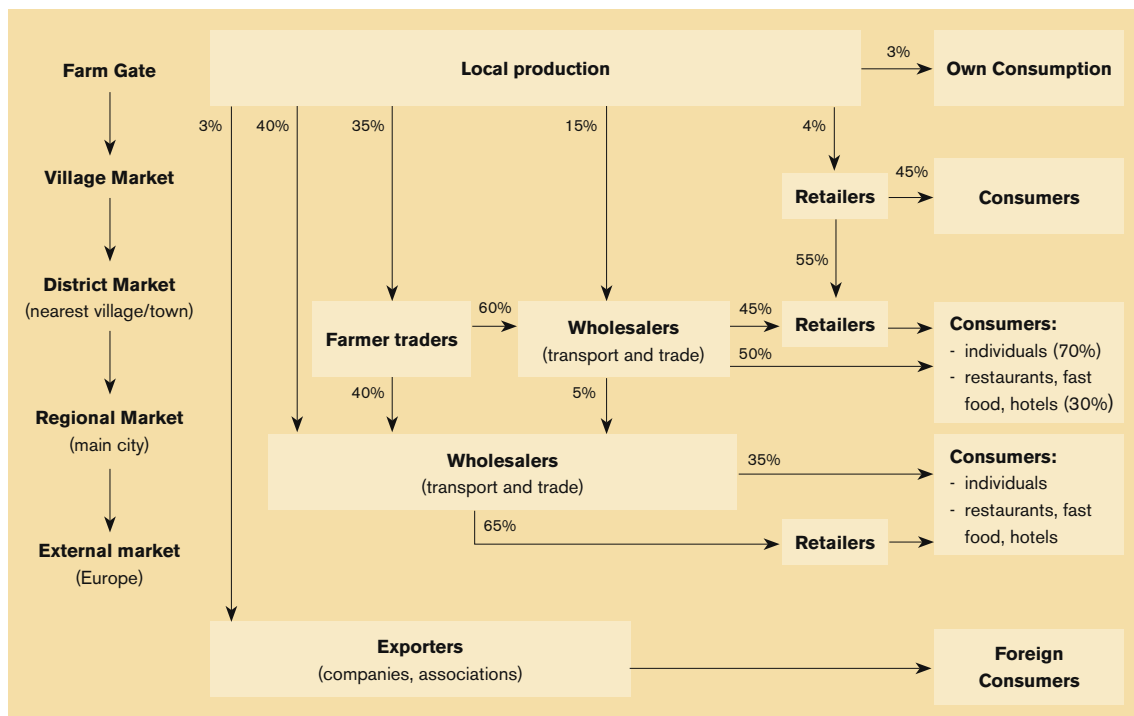 Farm Gate
Local production
3%
Own Consumption
3%
40%
35%
15%
4%
Village Market
Retailers
45%
Consumers
55%
District Market
(nearest village/town)
Farmer traders
60%
Wholesalers
(transport and trade)
45%
50%
Retailers
Consumers:
- individuals (70%)
- restaurants, fast
food, hotels (30%)
40%
5%
Regional Market
(main city)
Wholesalers
(transport and trade)
35%
65%
Retailers
Consumers:
- individuals
- restaurants, fast
food, hotels
External market
(Europe)
Exporters
(companies, associations)
Foreign
Consumers